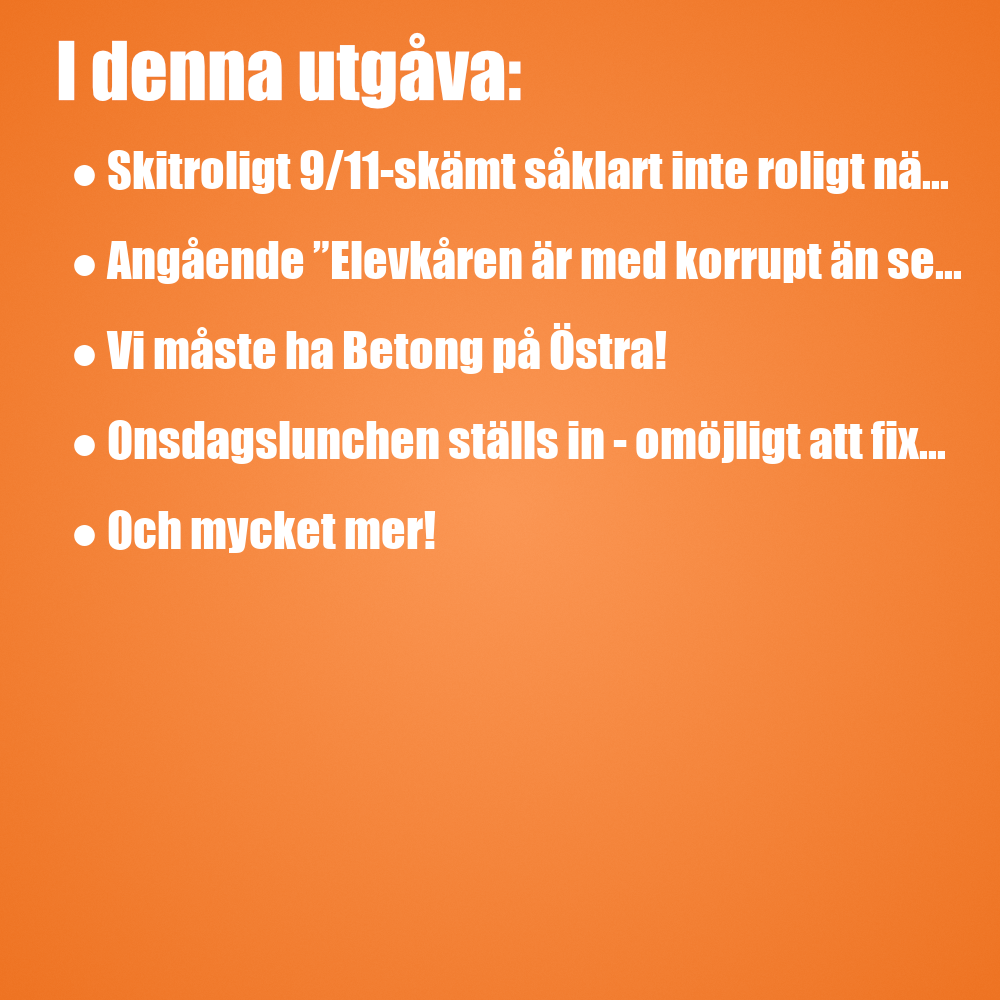 I denna utgåva:
• Skitroligt 9/11-skämt såklart inte roligt nä...
• Angående ”Elevkåren är med korrupt än se...
• Vi måste ha Betong på Östra!
• Onsdagslunchen ställs in - omöjligt att fix...
• Och mycket mer!